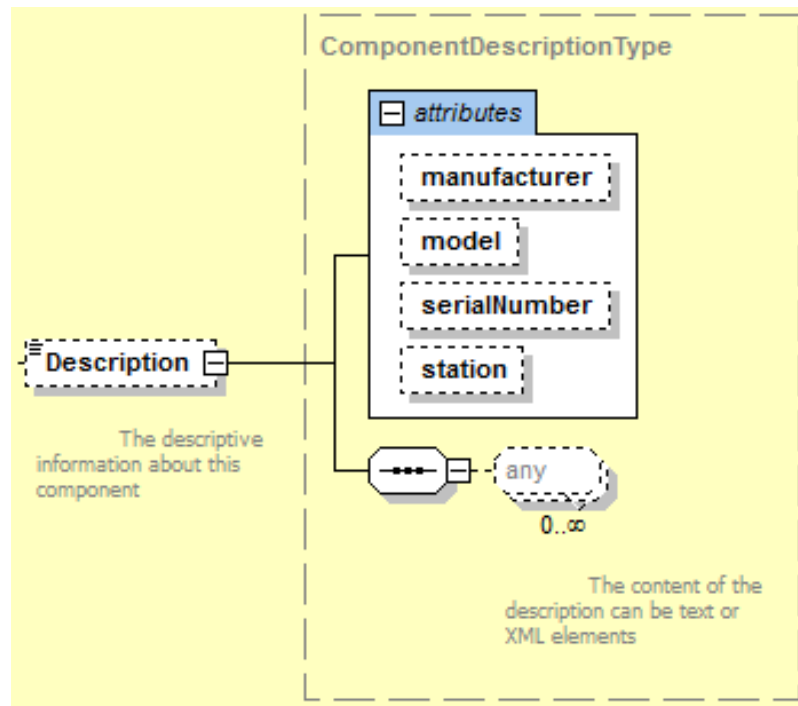 ComponentDescriptionType
attributes
manufacturer
model
serialNumber
station
Description
The descriptive
information about this
component
any
0..∞
The content of the
description can be text or
XML elements